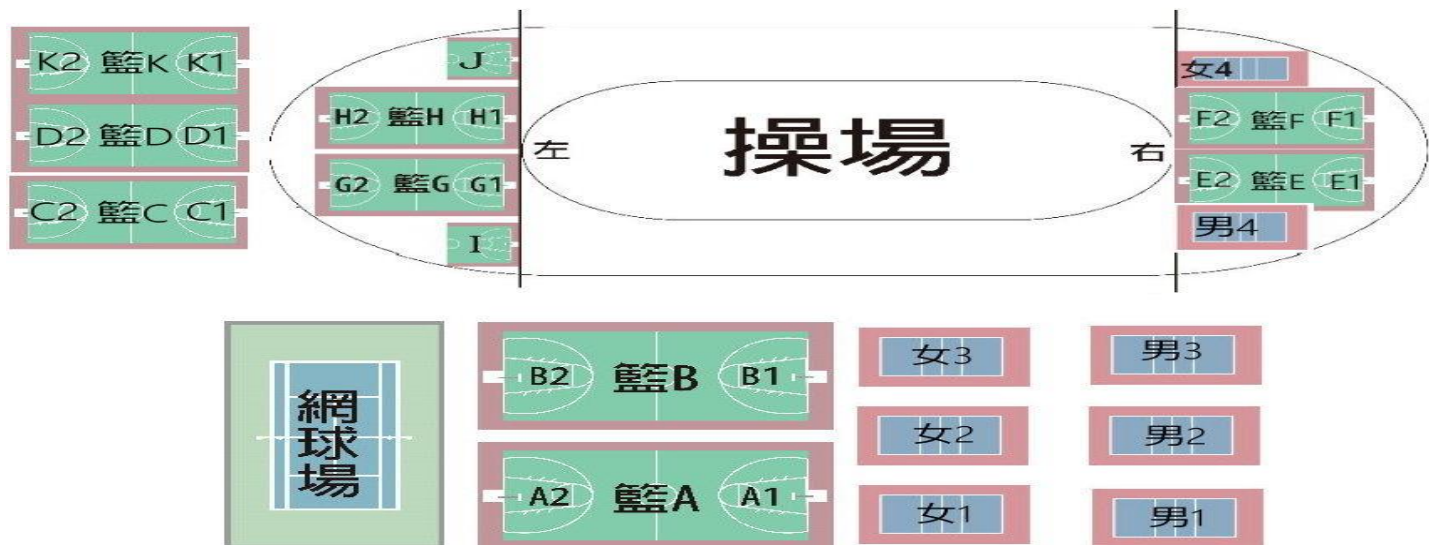 K2 籃K K1
D2 籃D D1
C2 籃C C1
J
H2 籃H H1
G2 籃G G1
I
左
操場
右
女4
F2 籃F F1
E2 籃E E1
男4
網球場
B2 籃B B1
A2 籃A A1
女3
女2
女1
男3
男2
男1